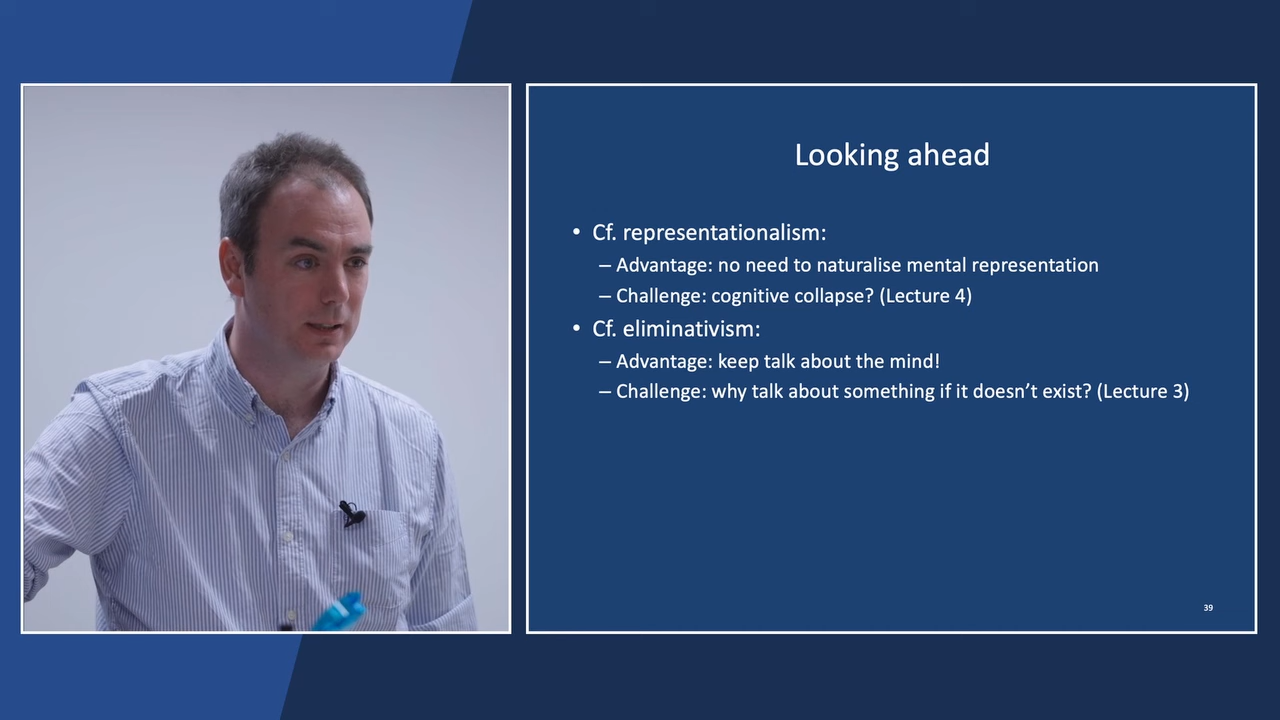 Looking ahead
• Cf. representationalism:
– Advantage: no need to naturalise mental representation
– Challenge: cognitive collapse? (Lecture 4)
• Cf. eliminativism:
– Advantage: keep talk about the mind!
– Challenge: why talk about something if it doesn’t exist? (Lecture 3)
39